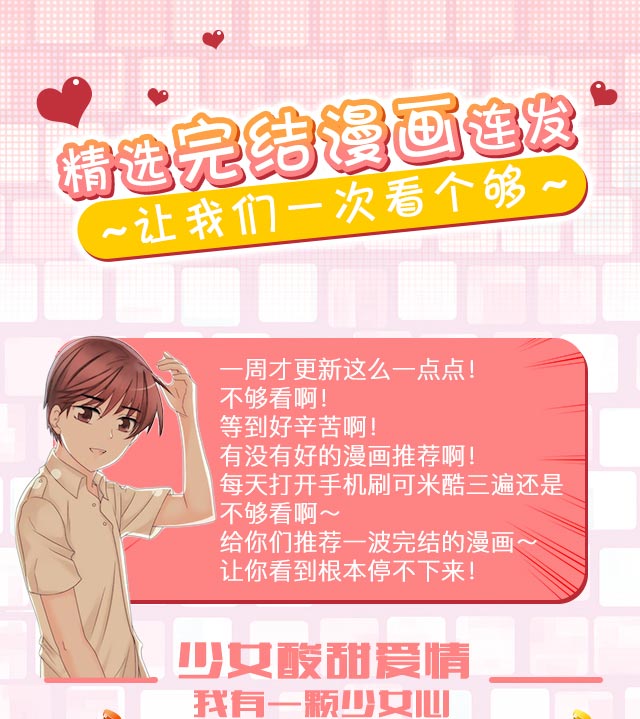 精选完结漫画连发
~让我们一次看个够~
一周才更新这么一点点!
不够看啊!
等到好辛苦啊!
有没有好的漫画推荐啊!
每天打开手机刷可米酷三遍还是
不够看啊～
给你们推荐一波完结的漫画～
让你看到根本停不下来!
少女酸甜爱情
我有一颗少女心